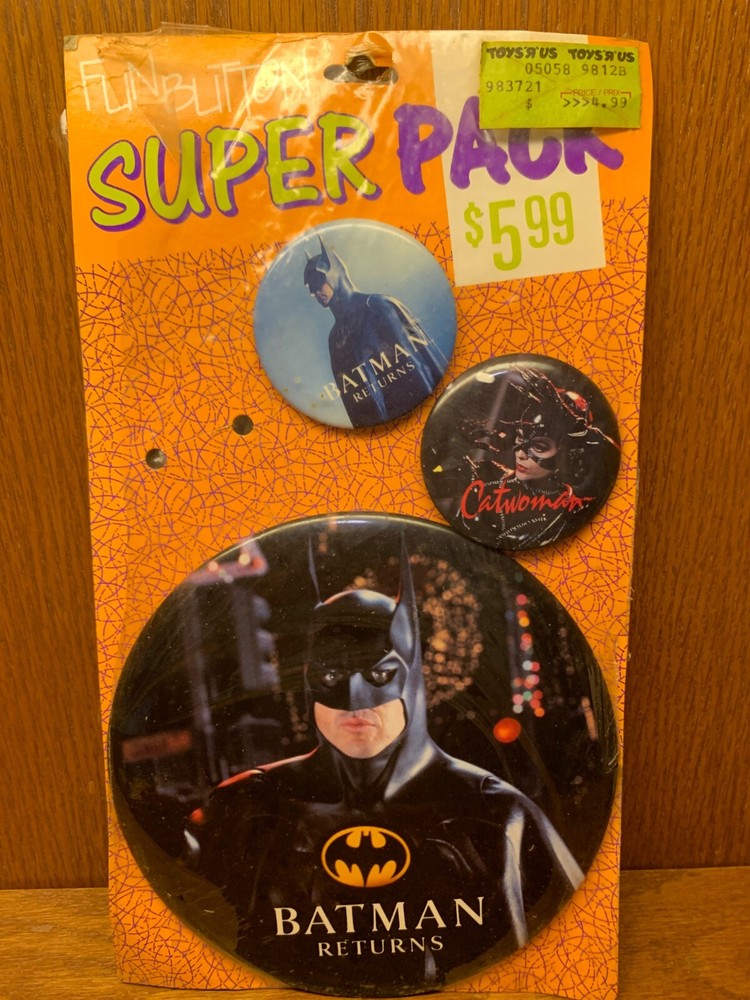 FUNBUTTON
SUPER PACK
TOYS"R"US TOYS"R"US
05058 9812B
983721
PRICE / PRIX
$ >>>4.99
$5.99
BATMAN
RETURNS
Catwoman
BATMAN
RETURNS